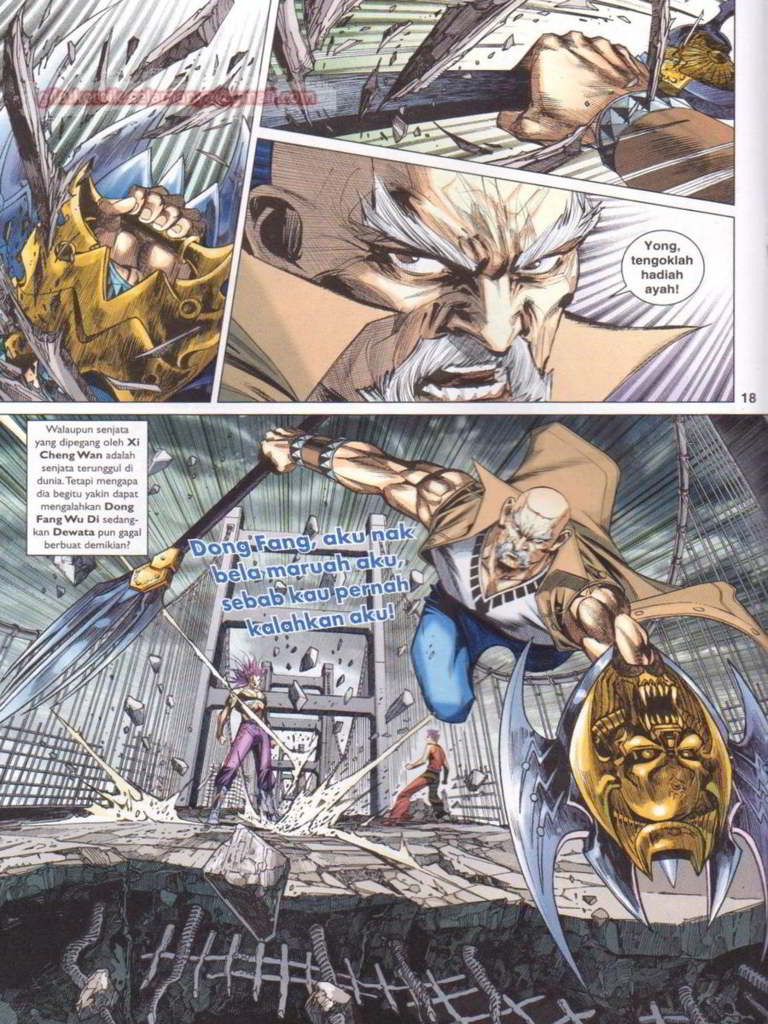 Yong,
tengoklah
hadiah
ayah!
18
Walaupun senjata
yang dipegang oleh Xi
Cheng Wan adalah
senjata terunggul di
dunia. Tetapi mengapa
dia begitu yakin dapat
mengalahkan Dong
Fang Wu Di sedang-
kan Dewata pun gagal
berbuat demikian?
Dong Fang, aku nak
bela maruah aku,
sebab kau pernah
kalahkan aku!